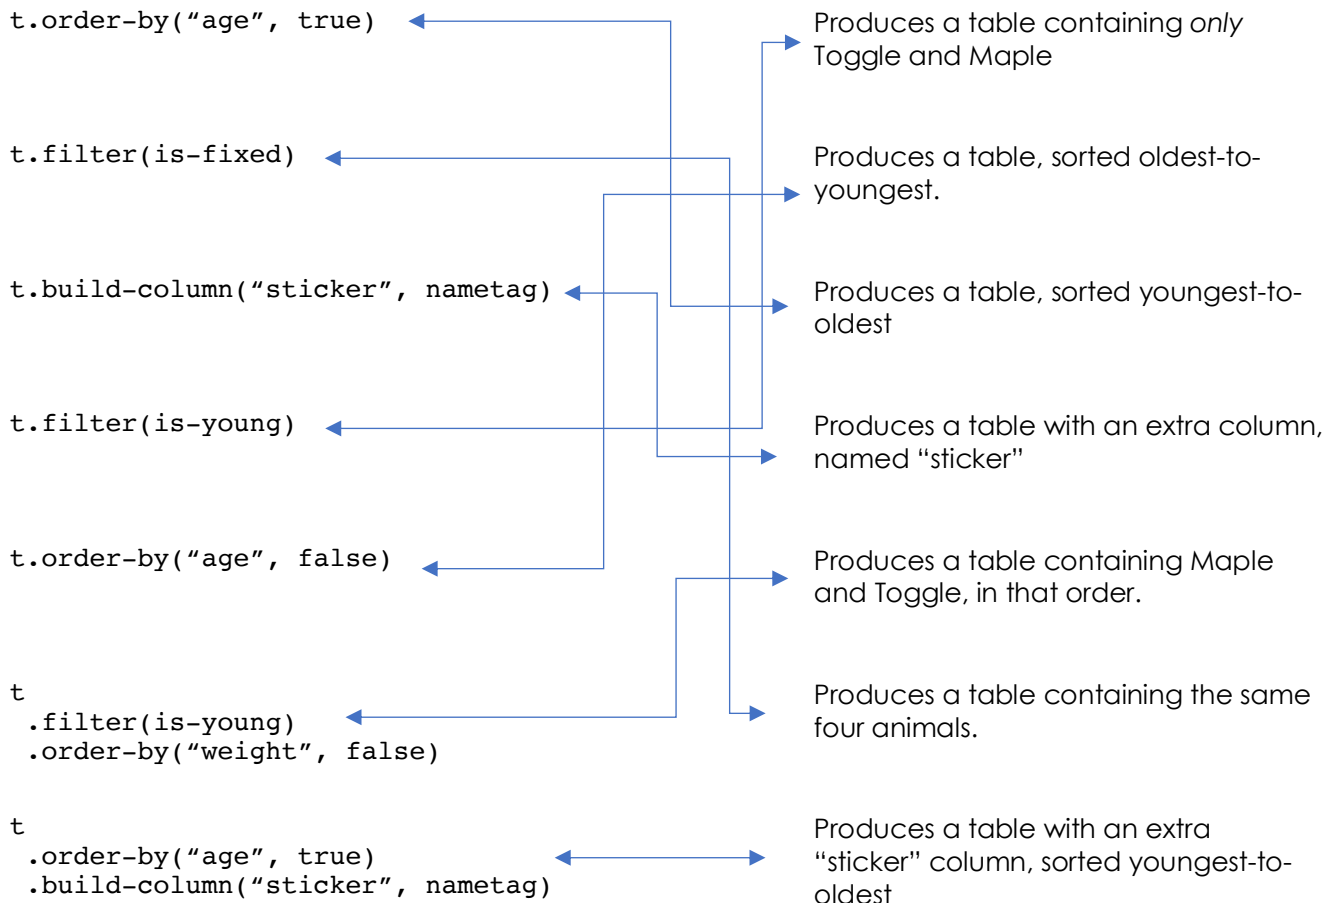 t.order-by(“age”, true)
Produces a table containing only
Toggle and Maple
t.filter(is-fixed)
Produces a table, sorted oldest-to-
youngest.
t.build-column(“sticker”, nametag)
Produces a table, sorted youngest-to-
oldest
t.filter(is-young)
Produces a table with an extra column,
named “sticker”
t.order-by(“age”, false)
Produces a table containing Maple
and Toggle, in that order.
t
.filter(is-young)
.order-by(“weight”, false)
Produces a table containing the same
four animals.
t
.order-by(“age”, true)
.build-column(“sticker”, nametag)
Produces a table with an extra
“sticker” column, sorted youngest-to-
oldest